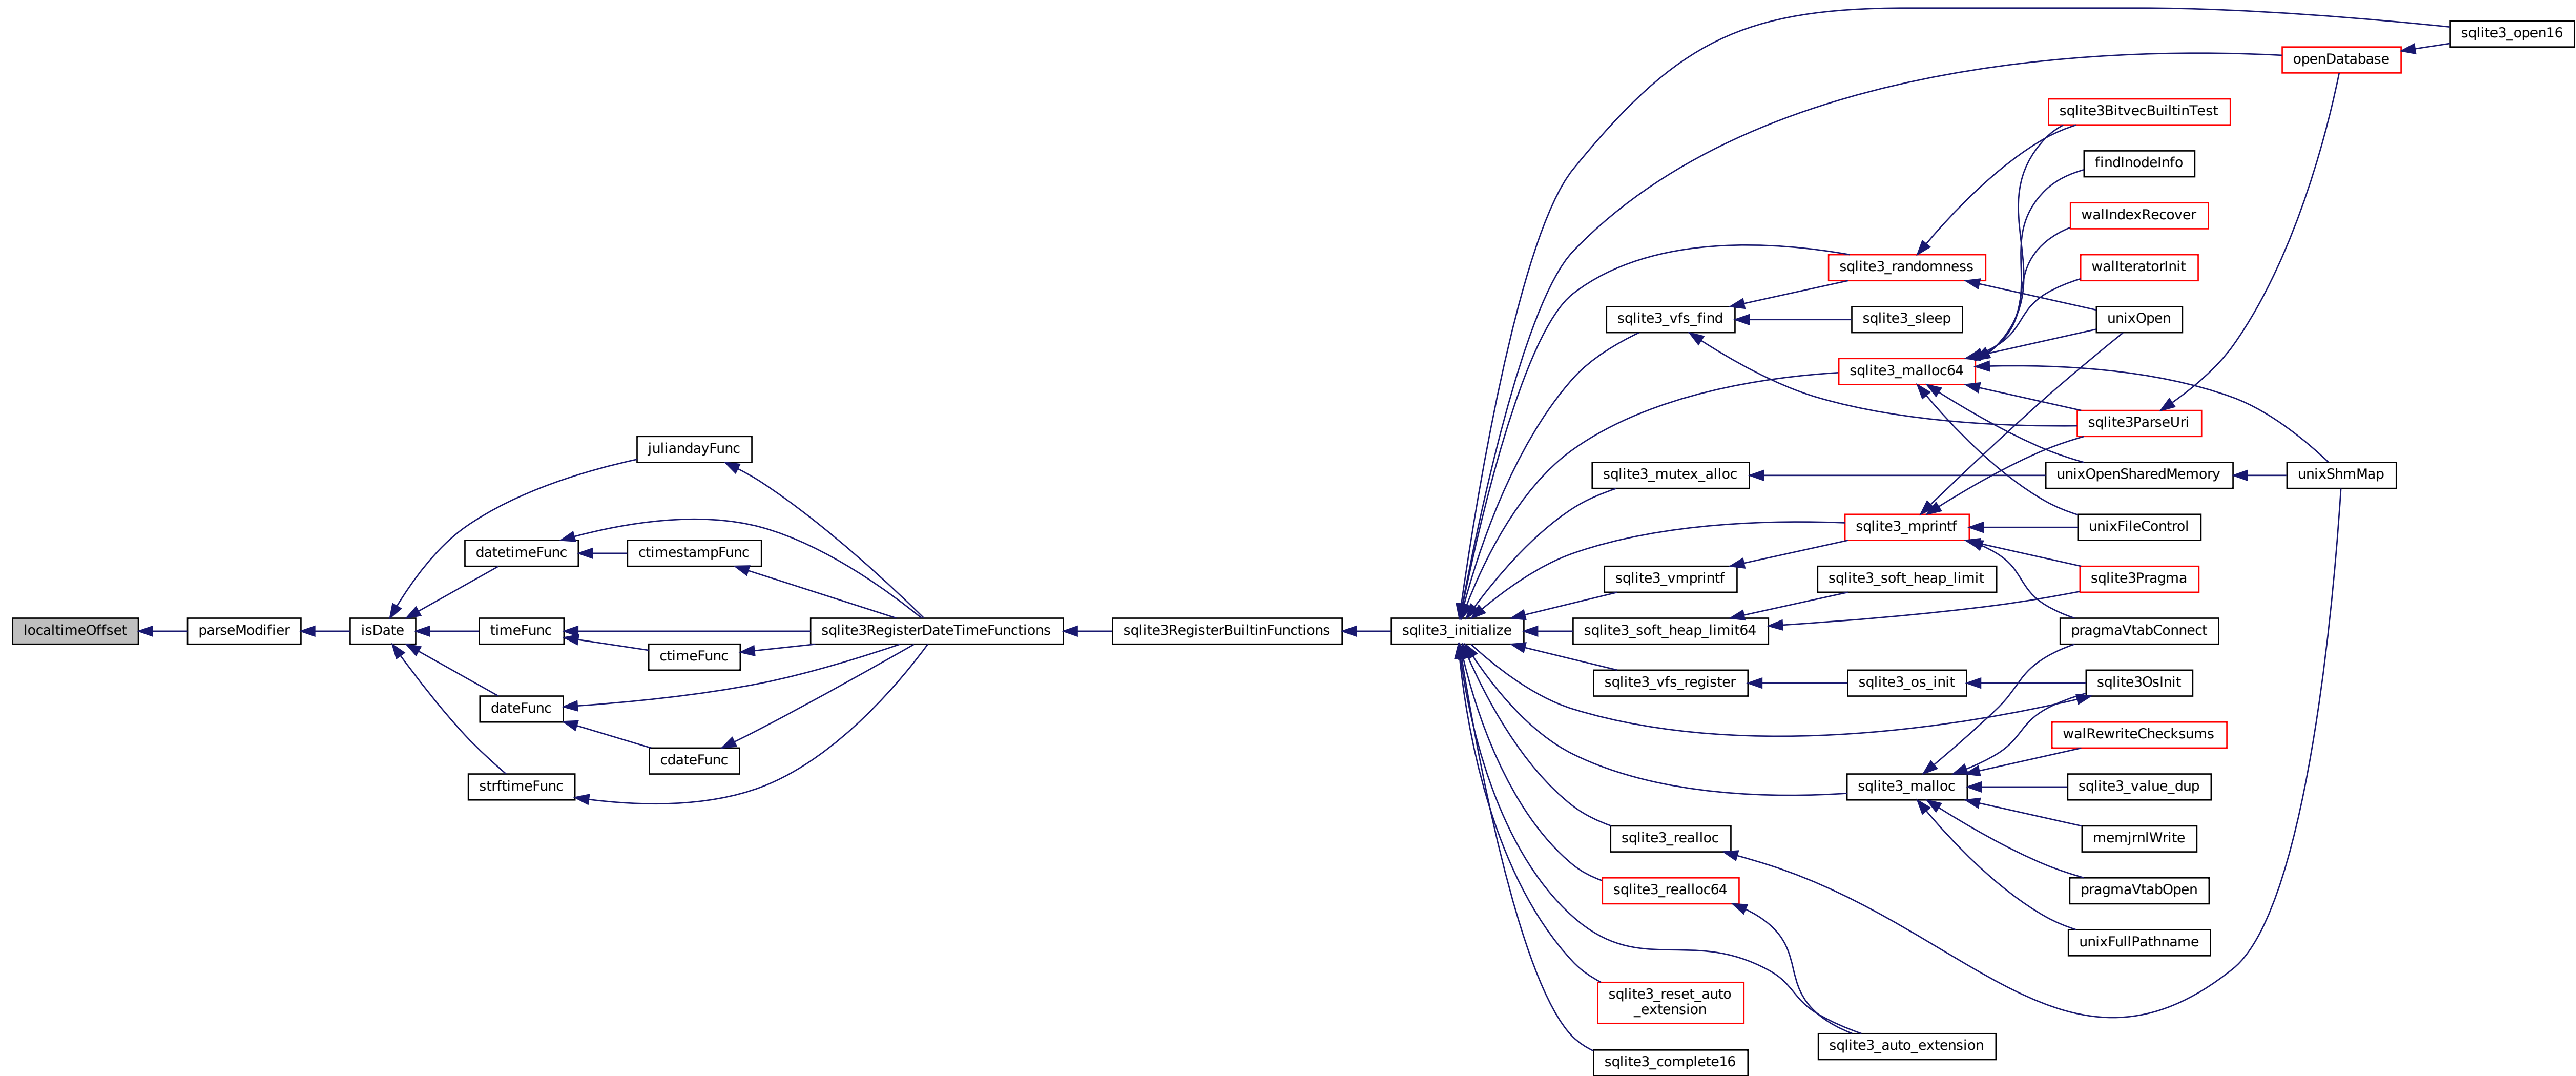 sqlite3_open16
openDatabase
sqlite3BitvecBuiltinTest
findInodeInfo
walIndexRecover
sqlite3_randomness
walIteratorInit
sqlite3_vfs_find
sqlite3_sleep
unixOpen
sqlite3_malloc64
sqlite3ParseUri
juliandayFunc
sqlite3_mutex_alloc
unixOpenSharedMemory
unixShmMap
sqlite3_mprintf
unixFileControl
datetimeFunc
ctimestampFunc
sqlite3_vmprintf
sqlite3_soft_heap_limit
sqlite3Pragma
localtimeOffset
parseModifier
isDate
timeFunc
sqlite3RegisterDateTimeFunctions
sqlite3RegisterBuiltinFunctions
sqlite3_initialize
sqlite3_soft_heap_limit64
pragmaVtabConnect
ctimeFunc
sqlite3_vfs_register
sqlite3_os_init
sqlite3OsInit
dateFunc
walRewriteChecksums
cdateFunc
strftimeFunc
sqlite3_malloc
sqlite3_value_dup
sqlite3_realloc
memjrnlWrite
sqlite3_realloc64
pragmaVtabOpen
unixFullPathname
sqlite3_reset_auto
_extension
sqlite3_auto_extension
sqlite3_complete16